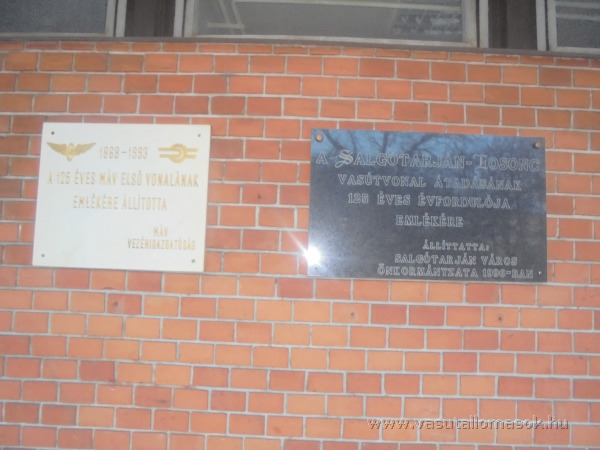 1868-1993
A 125 ÉVES MÁV ELSŐ VONALÁNAK
EMLÉKÉRE ÁLLÍTOTTA
MÁV
VEZÉRIGAZGATÓSÁG
A SALGÓTARJÁN-LOSONC
VASÚTVONAL ÁTADÁSÁNAK
125 ÉVES ÉVFORDULÓJA
EMLÉKÉRE
ÁLLÍTTATTA:
SALGÓTARJÁN VÁROS
ÖNKORMÁNYZATA 1996-BAN
www.vasutallomasok.hu